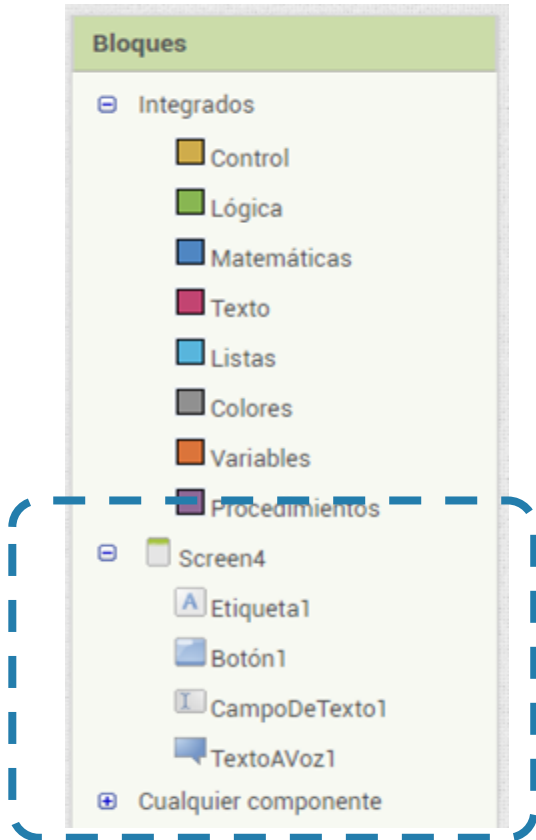 Bloques
Integrados
Control
Lógica
Matemáticas
Texto
Listas
Colores
Variables
Procedimientos
Screen4
A Etiqueta1
Botón1
CampoDeTexto1
TextoAVoz1
Cualquier componente